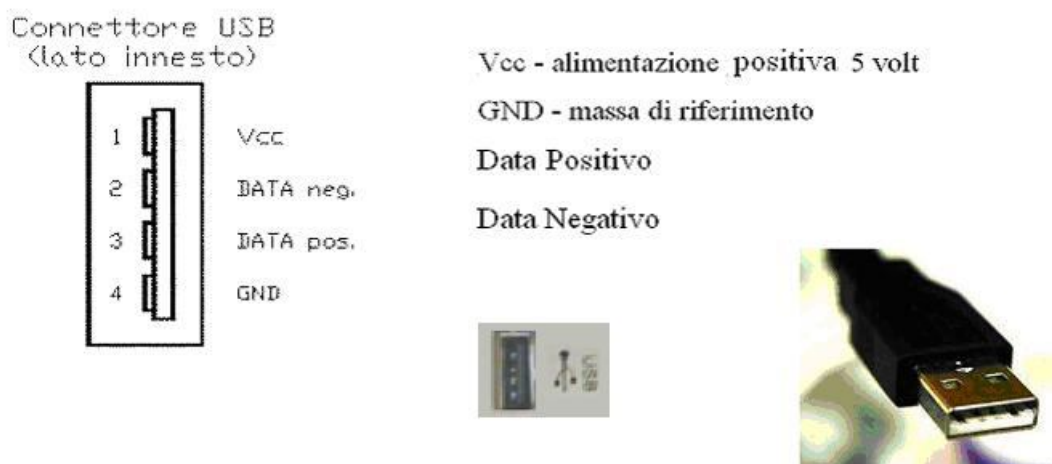 Connettore USB
(lato innesto)
1 Vcc
2 DATA neg.
3 DATA pos.
4 GND
Vcc - alimentazione positiva 5 volt
GND - massa di riferimento
Data Positivo
Data Negativo
USB